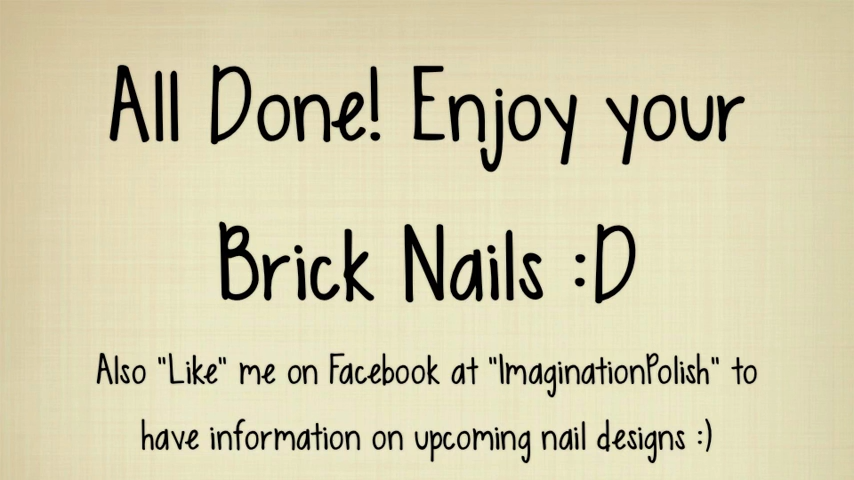 All Done! Enjoy your
Brick Nails :D
Also "Like" me on Facebook at "ImaginationPolish" to
have information on upcoming nail designs :)